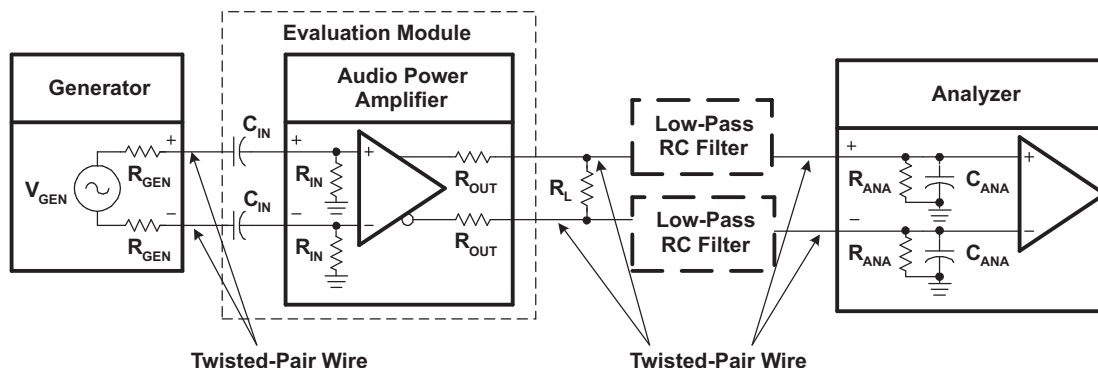 Evaluation Module
Generator
Audio Power
Amplifier
Analyzer
Low-Pass
RC Filter
Low-Pass
RC Filter
C_IN
C_IN
V_GEN
R_GEN
R_GEN
R_IN
R_IN
R_OUT
R_OUT
R_L
R_ANA
C_ANA
R_ANA
C_ANA
+
−
+
−
+
−
+
−
+
−
Twisted-Pair Wire
Twisted-Pair Wire